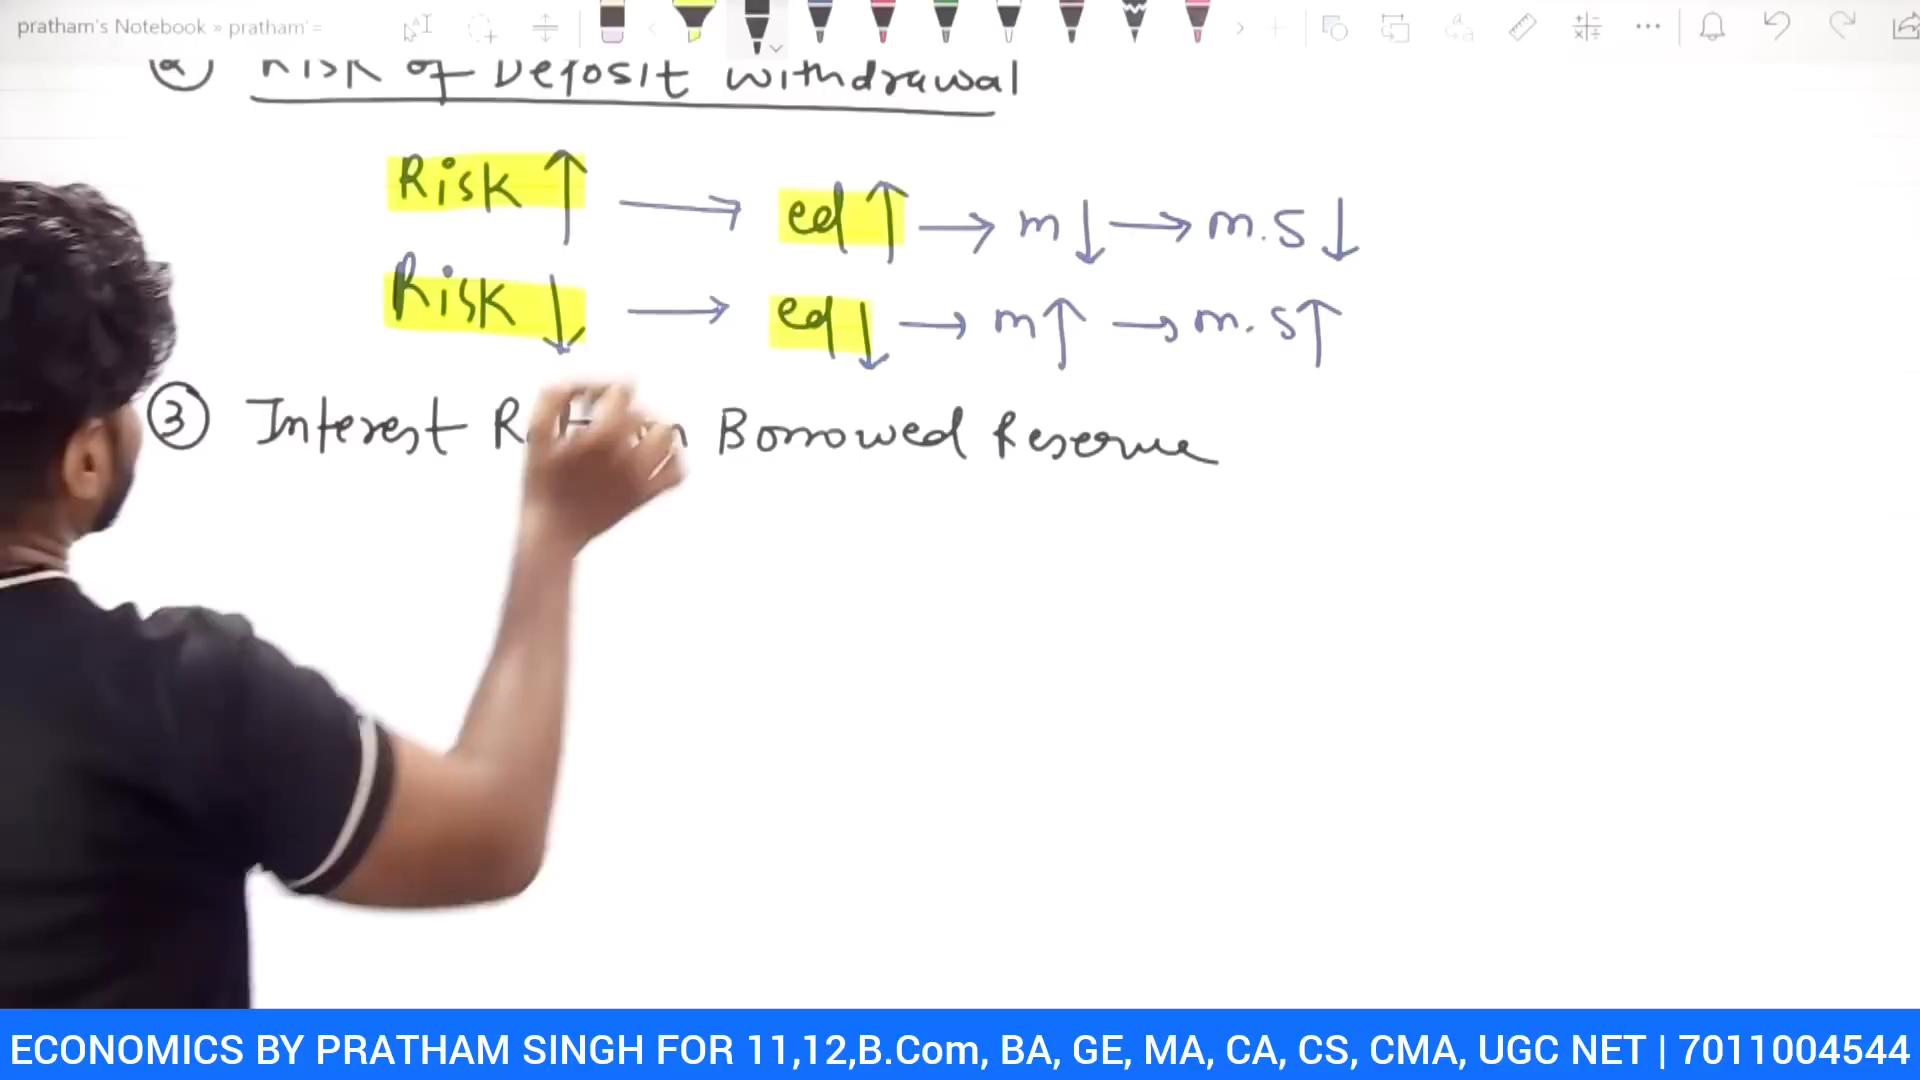 pratham's Notebook » pratham'
Risk of Deposit Withdrawal
Risk ↑ → ed ↑ → m ↓ → m.s ↓
Risk ↓ → ed ↓ → m ↑ → m.s ↑
③ Interest Borrowed Reserve
ECONOMICS BY PRATHAM SINGH FOR 11,12,B.Com, BA, GE, MA, CA, CS, CMA, UGC NET | 7011004544